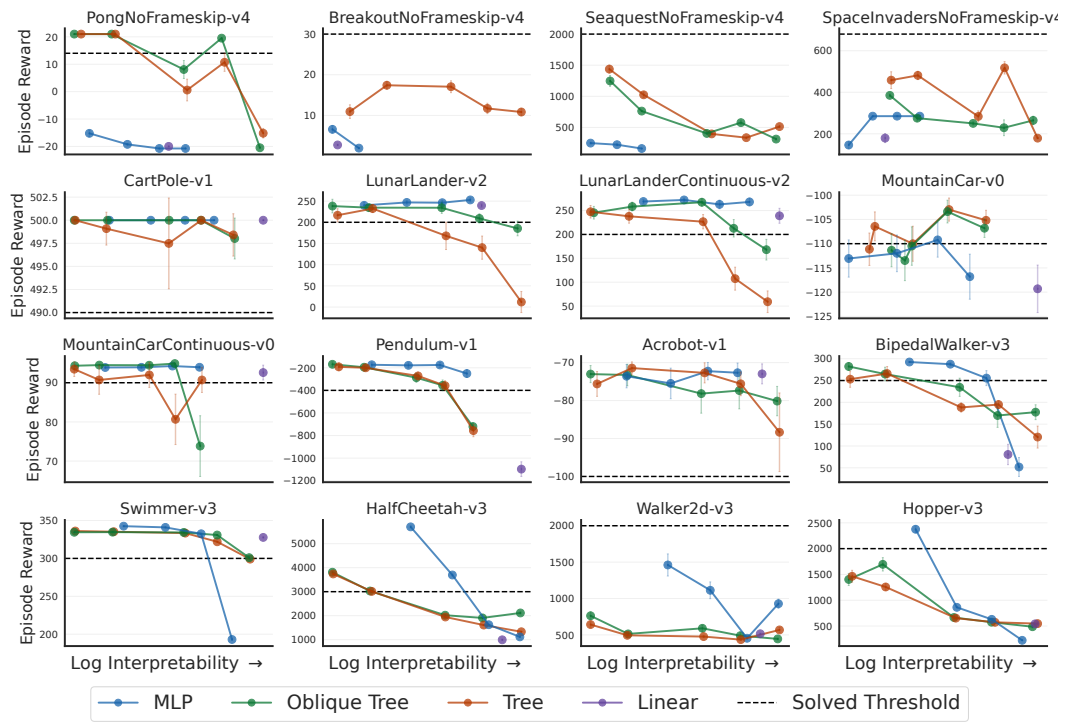 PongNoFrameskip-v4
BreakoutNoFrameskip-v4
SeaquestNoFrameskip-v4
SpaceInvadersNoFrameskip-v4
Episode Reward
20
10
0
−10
−20
30
20
10
2000
1500
1000
500
600
400
200
CartPole-v1
LunarLander-v2
LunarLanderContinuous-v2
MountainCar-v0
Episode Reward
502.5
500.0
497.5
495.0
492.5
490.0
250
200
150
100
50
0
250
200
150
100
50
−100
−105
−110
−115
−120
−125
MountainCarContinuous-v0
Pendulum-v1
Acrobot-v1
BipedalWalker-v3
Episode Reward
90
80
70
−200
−400
−600
−800
−1000
−1200
−70
−80
−90
−100
300
250
200
150
100
50
Swimmer-v3
HalfCheetah-v3
Walker2d-v3
Hopper-v3
Episode Reward
350
300
250
200
5000
4000
3000
2000
1000
2000
1500
1000
500
2500
2000
1500
1000
500
Log Interpretability →
Log Interpretability →
Log Interpretability →
Log Interpretability →
MLP
Oblique Tree
Tree
Linear
Solved Threshold